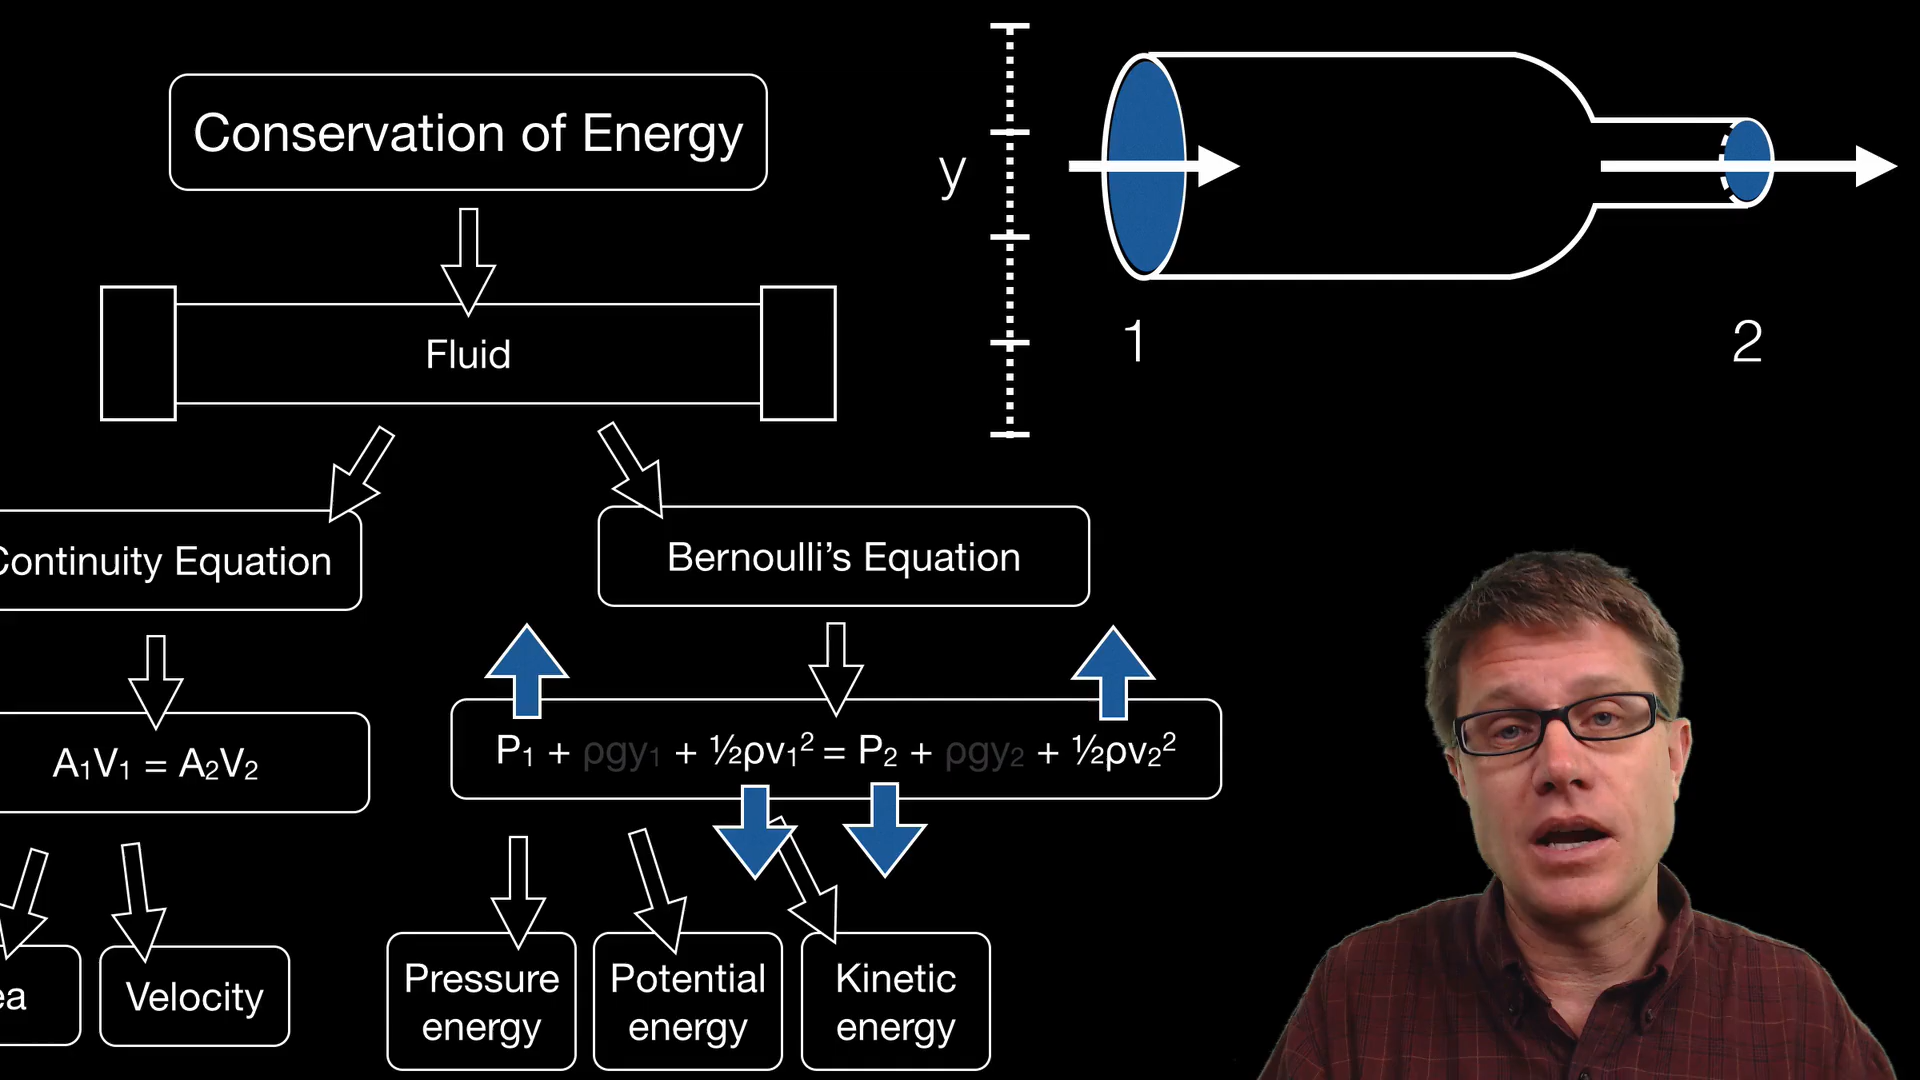 Conservation of Energy
y
1
2
Fluid
Continuity Equation
Bernoulli's Equation
A₁V₁ = A₂V₂
P₁ + ρgy₁ + ½ρv₁² = P₂ + ρgy₂ + ½ρv₂²
Velocity
Pressure
energy
Potential
energy
Kinetic
energy